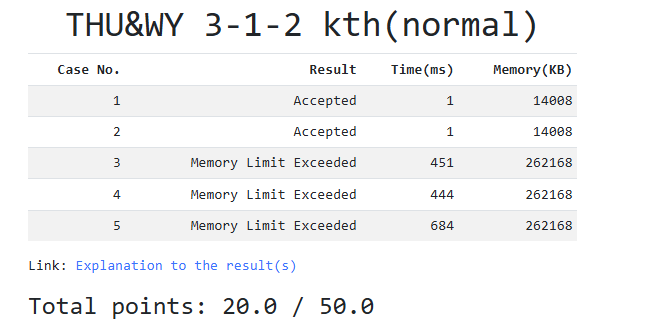 THU&WY 3-1-2 kth(normal)
Case No. Result Time(ms) Memory(KB)
1 Accepted 1 14008
2 Accepted 1 14008
3 Memory Limit Exceeded 451 262168
4 Memory Limit Exceeded 444 262168
5 Memory Limit Exceeded 684 262168
Link: Explanation to the result(s)
Total points: 20.0 / 50.0